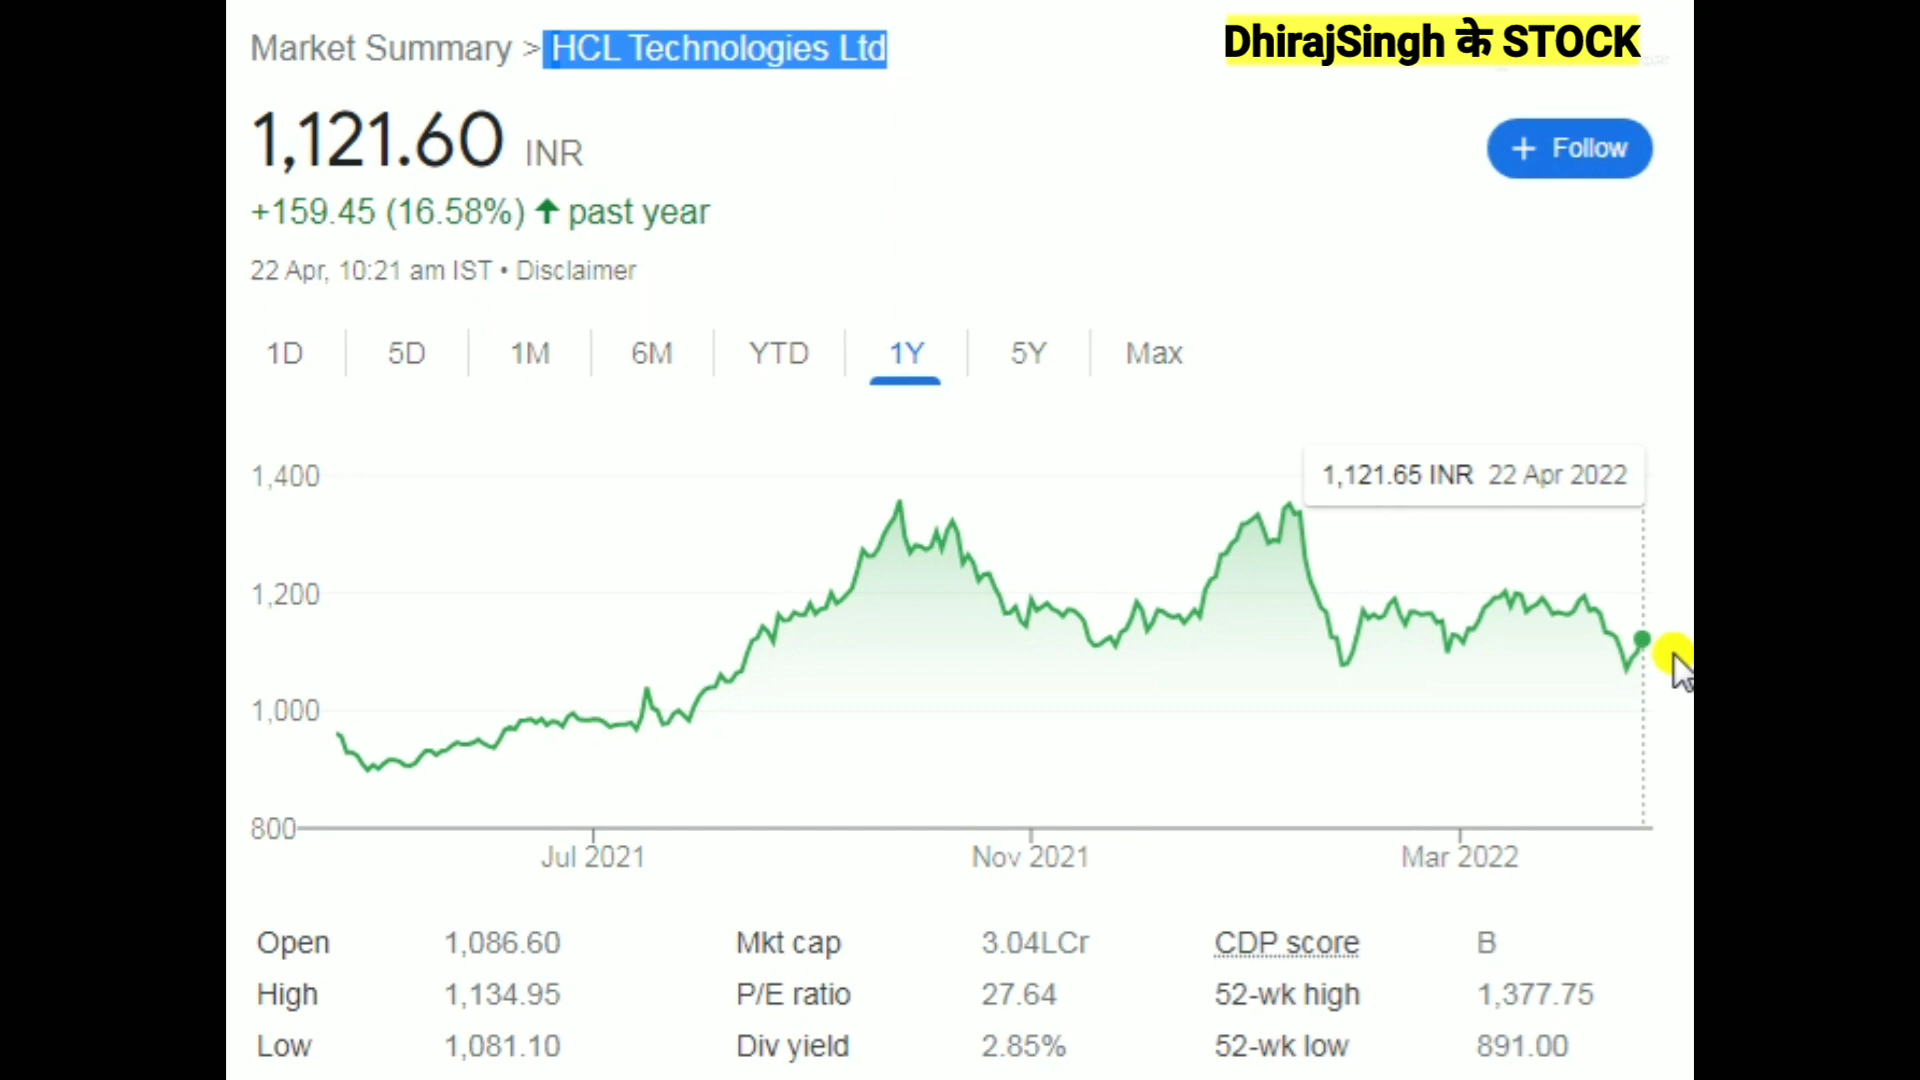 Market Summary > HCL Technologies Ltd
DhirajSingh के STOCK
1,121.60 INR
+ Follow
+159.45 (16.58%) ↑ past year
22 Apr, 10:21 am IST • Disclaimer
1D 5D 1M 6M YTD 1Y 5Y Max
1,121.65 INR 22 Apr 2022
1,400
1,200
1,000
800
Jul 2021 Nov 2021 Mar 2022
Open 1,086.60 Mkt cap 3.04LCr CDP score B
High 1,134.95 P/E ratio 27.64 52-wk high 1,377.75
Low 1,081.10 Div yield 2.85% 52-wk low 891.00